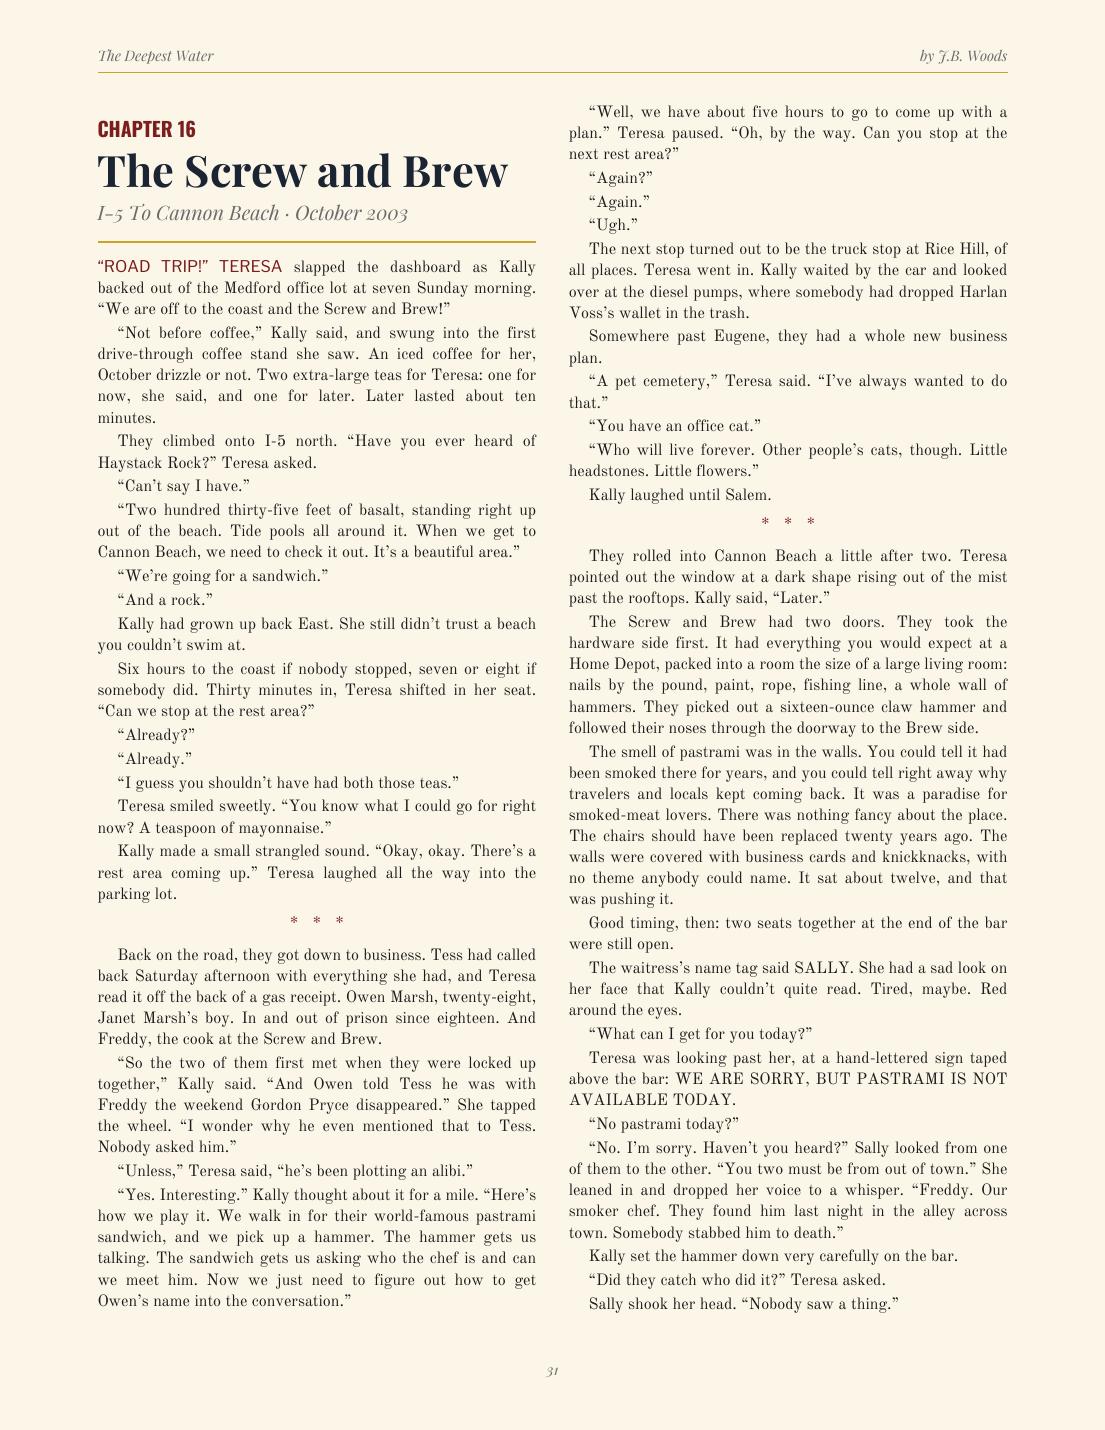 The Deepest Water
by J.B. Woods
CHAPTER 16
The Screw and Brew
I-5 To Cannon Beach · October 2003
“ROAD TRIP!” TERESA slapped the dashboard as Kally
backed out of the Medford office lot at seven Sunday morning.
“We are off to the coast and the Screw and Brew!”
“Not before coffee,” Kally said, and swung into the first
drive-through coffee stand she saw. An iced coffee for her,
October drizzle or not. Two extra-large teas for Teresa: one for
now, she said, and one for later. Later lasted about ten
minutes.
They climbed onto I-5 north. “Have you ever heard of
Haystack Rock?” Teresa asked.
“Can’t say I have.”
“Two hundred thirty-five feet of basalt, standing right up
out of the beach. Tide pools all around it. When we get to
Cannon Beach, we need to check it out. It’s a beautiful area.”
“We’re going for a sandwich.”
“And a rock.”
Kally had grown up back East. She still didn’t trust a beach
you couldn’t swim at.
Six hours to the coast if nobody stopped, seven or eight if
somebody did. Thirty minutes in, Teresa shifted in her seat.
“Can we stop at the rest area?”
“Already?”
“Already.”
“I guess you shouldn’t have had both those teas.”
Teresa smiled sweetly. “You know what I could go for right
now? A teaspoon of mayonnaise.”
Kally made a small strangled sound. “Okay, okay. There’s a
rest area coming up.” Teresa laughed all the way into the
parking lot.
* * *
Back on the road, they got down to business. Tess had called
back Saturday afternoon with everything she had, and Teresa
read it off the back of a gas receipt. Owen Marsh, twenty-eight,
Janet Marsh’s boy. In and out of prison since eighteen. And
Freddy, the cook at the Screw and Brew.
“So the two of them first met when they were locked up
together,” Kally said. “And Owen told Tess he was with
Freddy the weekend Gordon Pryce disappeared.” She tapped
the wheel. “I wonder why he even mentioned that to Tess.
Nobody asked him.”
“Unless,” Teresa said, “he’s been plotting an alibi.”
“Yes. Interesting.” Kally thought about it for a mile. “Here’s
how we play it. We walk in for their world-famous pastrami
sandwich, and we pick up a hammer. The hammer gets us
talking. The sandwich gets us asking who the chef is and can
we meet him. Now we just need to figure out how to get
Owen’s name into the conversation.”
“Well, we have about five hours to go to come up with a
plan.” Teresa paused. “Oh, by the way. Can you stop at the
next rest area?”
“Again?”
“Again.”
“Ugh.”
The next stop turned out to be the truck stop at Rice Hill, of
all places. Teresa went in. Kally waited by the car and looked
over at the diesel pumps, where somebody had dropped Harlan
Voss’s wallet in the trash.
Somewhere past Eugene, they had a whole new business
plan.
“A pet cemetery,” Teresa said. “I’ve always wanted to do
that.”
“You have an office cat.”
“Who will live forever. Other people’s cats, though. Little
headstones. Little flowers.”
Kally laughed until Salem.
* * *
They rolled into Cannon Beach a little after two. Teresa
pointed out the window at a dark shape rising out of the mist
past the rooftops. Kally said, “Later.”
The Screw and Brew had two doors. They took the
hardware side first. It had everything you would expect at a
Home Depot, packed into a room the size of a large living room:
nails by the pound, paint, rope, fishing line, a whole wall of
hammers. They picked out a sixteen-ounce claw hammer and
followed their noses through the doorway to the Brew side.
The smell of pastrami was in the walls. You could tell it had
been smoked there for years, and you could tell right away why
travelers and locals kept coming back. It was a paradise for
smoked-meat lovers. There was nothing fancy about the place.
The chairs should have been replaced twenty years ago. The
walls were covered with business cards and knickknacks, with
no theme anybody could name. It sat about twelve, and that
was pushing it.
Good timing, then: two seats together at the end of the bar
were still open.
The waitress’s name tag said SALLY. She had a sad look on
her face that Kally couldn’t quite read. Tired, maybe. Red
around the eyes.
“What can I get for you today?”
Teresa was looking past her, at a hand-lettered sign taped
above the bar: WE ARE SORRY, BUT PASTRAMI IS NOT
AVAILABLE TODAY.
“No pastrami today?”
“No. I’m sorry. Haven’t you heard?” Sally looked from one
of them to the other. “You two must be from out of town.” She
leaned in and dropped her voice to a whisper. “Freddy. Our
smoker chef. They found him last night in the alley across
town. Somebody stabbed him to death.”
Kally set the hammer down very carefully on the bar.
“Did they catch who did it?” Teresa asked.
Sally shook her head. “Nobody saw a thing.”
31